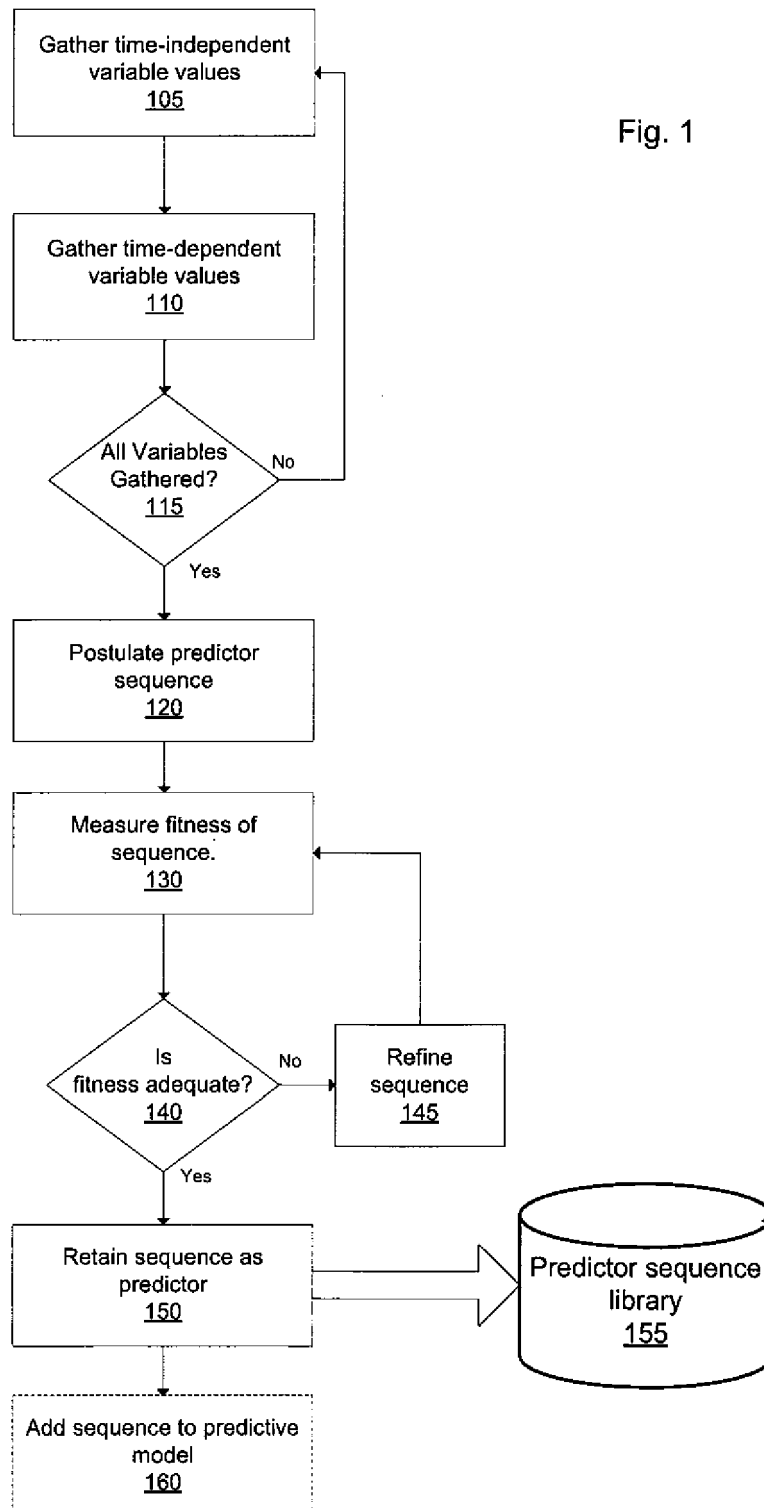 Gather time-independent
variable values
105
Fig. 1
Gather time-dependent
variable values
110
All Variables
Gathered?
115
No
Yes
Postulate predictor
sequence
120
Measure fitness of
sequence.
130
Is
fitness adequate?
140
No
Refine
sequence
145
Yes
Retain sequence as
predictor
150
Predictor sequence
library
155
Add sequence to predictive
model
160